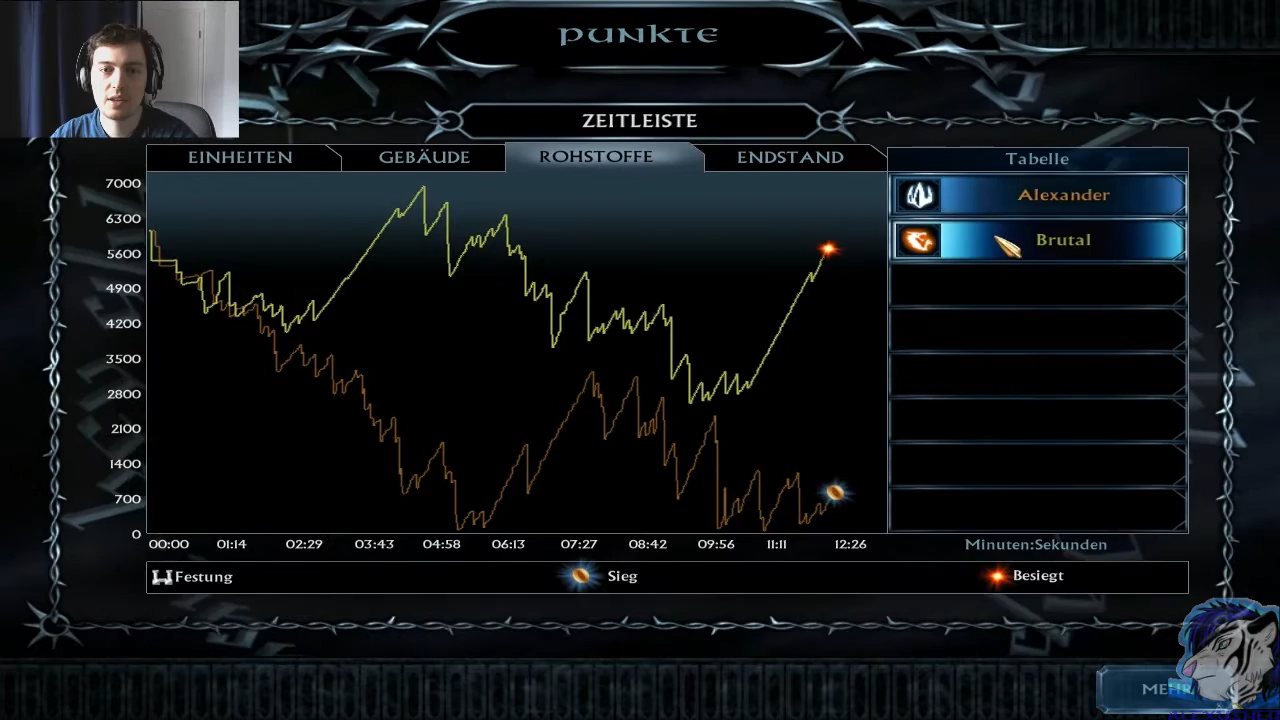 PUNKTE
ZEITLEISTE
EINHEITEN GEBÄUDE ROHSTOFFE ENDSTAND
Tabelle
Alexander
Brutal
7000
6300
5600
4900
4200
3500
2800
2100
1400
700
0
00:00 01:14 02:29 03:43 04:58 06:13 07:27 08:42 09:56 11:11 12:26
Minuten:Sekunden
Festung Sieg Besiegt